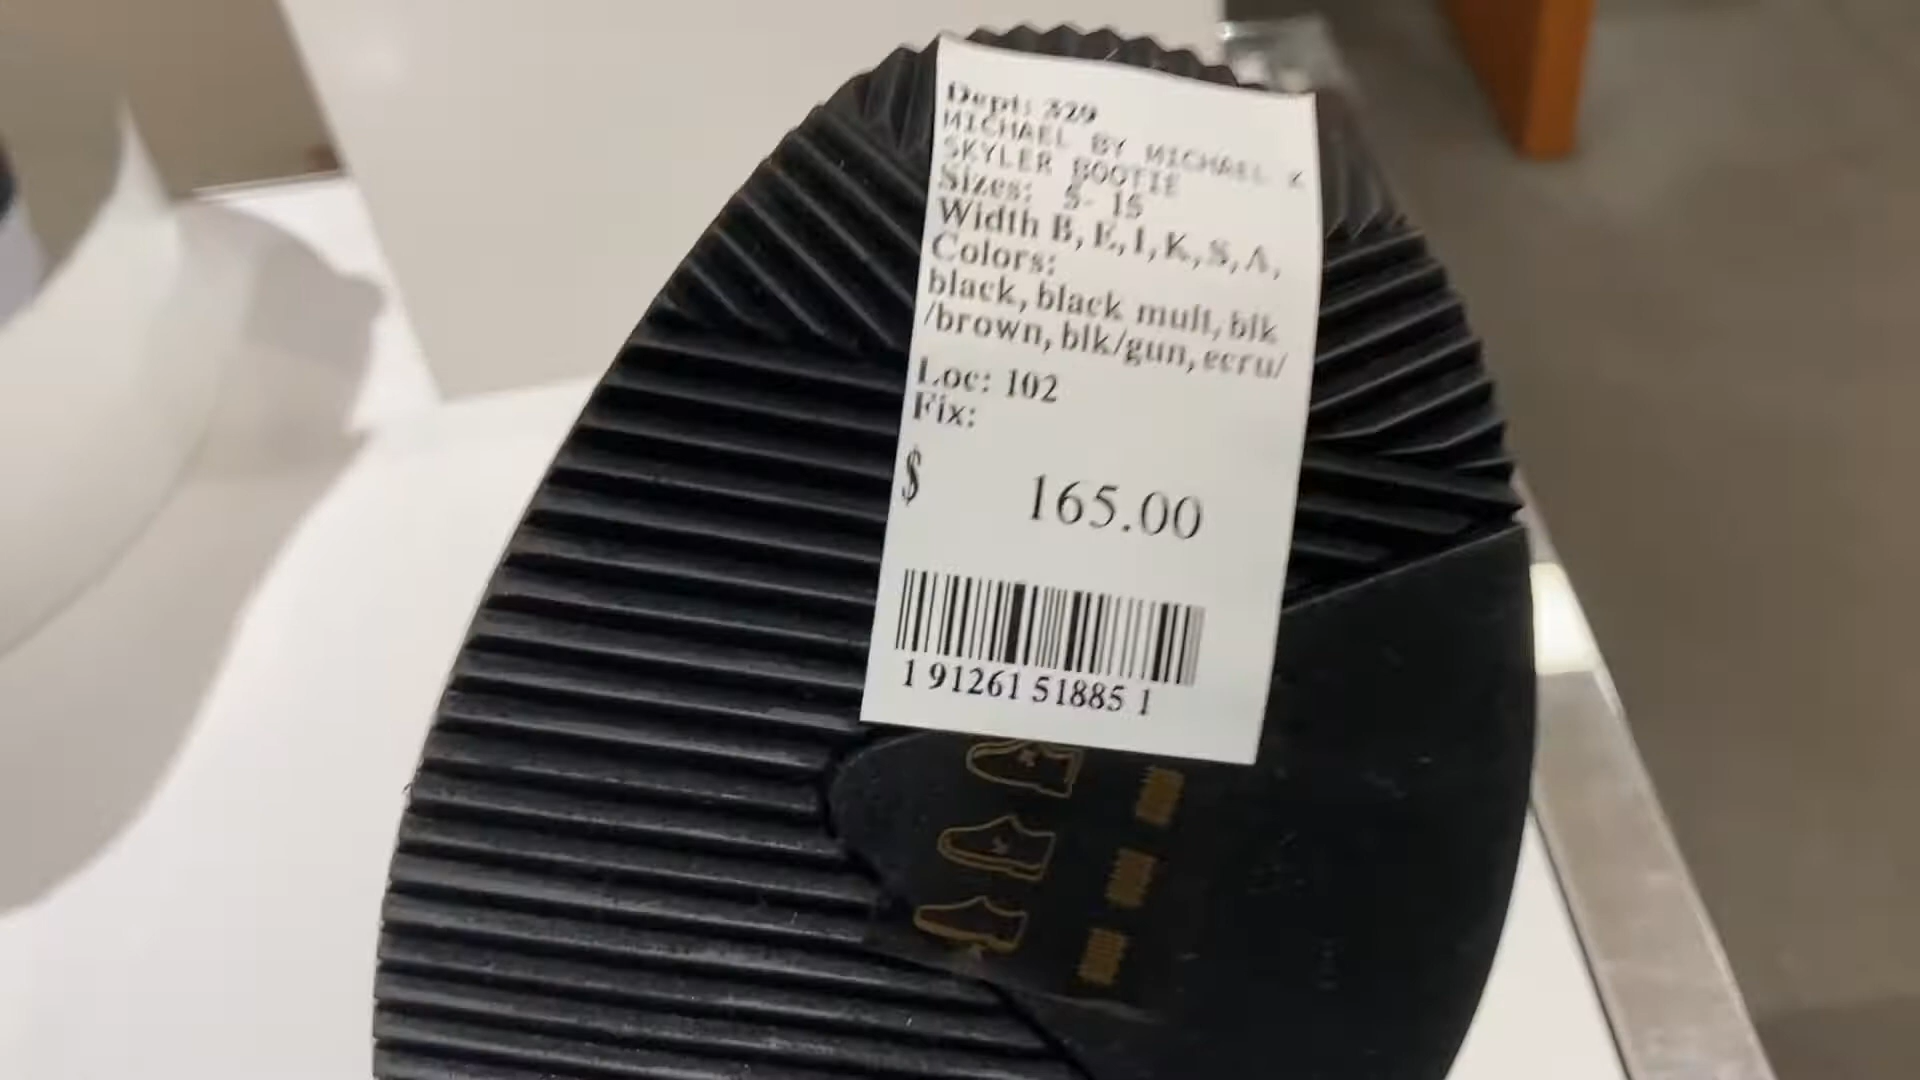 Dept: 329
MICHAEL BY MICHAEL K
SKYLER BOOTIE
Sizes: 5- 15
Width B, E, I, K, S, A,
Colors:
black, black mult, blk
/brown, blk/gun, ecru/
Loc: 102
Fix:
$ 165.00
1 91261 51885 1